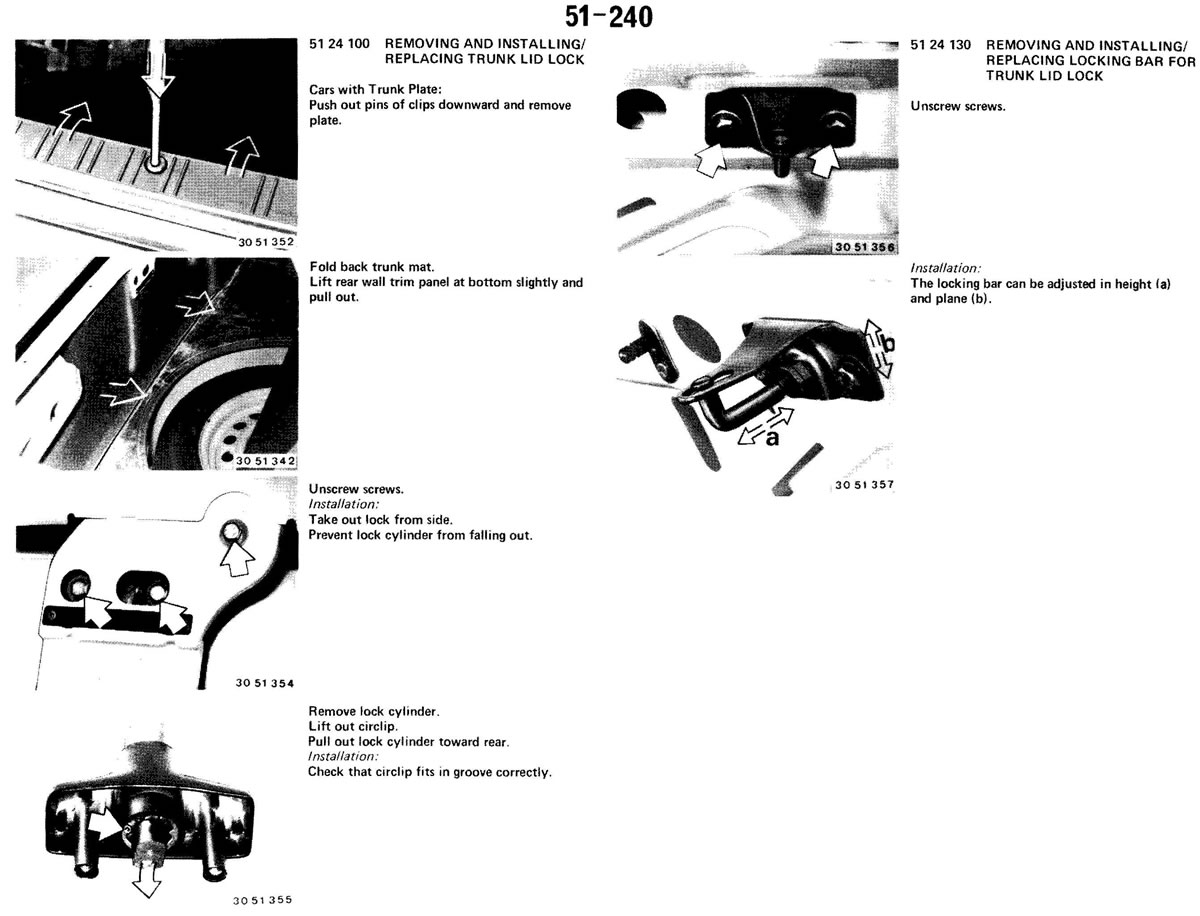 51-240
51 24 100 REMOVING AND INSTALLING/
REPLACING TRUNK LID LOCK
Cars with Trunk Plate:
Push out pins of clips downward and remove
plate.
30 51 352
Fold back trunk mat.
Lift rear wall trim panel at bottom slightly and
pull out.
30 51 342
Unscrew screws.
Installation:
Take out lock from side.
Prevent lock cylinder from falling out.
30 51 354
Remove lock cylinder.
Lift out circlip.
Pull out lock cylinder toward rear.
Installation:
Check that circlip fits in groove correctly.
30 51 355
51 24 130 REMOVING AND INSTALLING/
REPLACING LOCKING BAR FOR
TRUNK LID LOCK
Unscrew screws.
30 51 356
Installation:
The locking bar can be adjusted in height (a)
and plane (b).
b
a
30 51 357